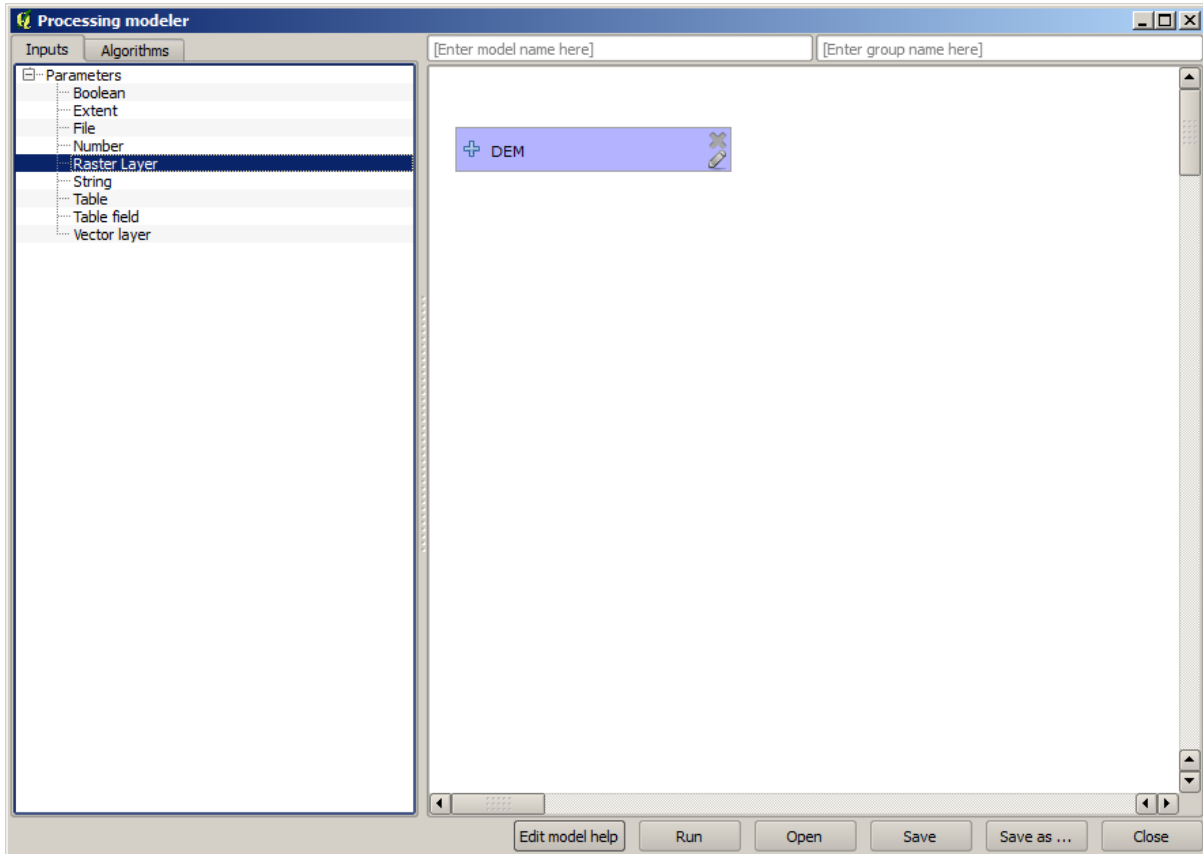 Processing modeler
Inputs
Algorithms
[Enter model name here]
[Enter group name here]
Parameters
Boolean
Extent
File
Number
Raster Layer
String
Table
Table field
Vector layer
DEM
Edit model help
Run
Open
Save
Save as ...
Close